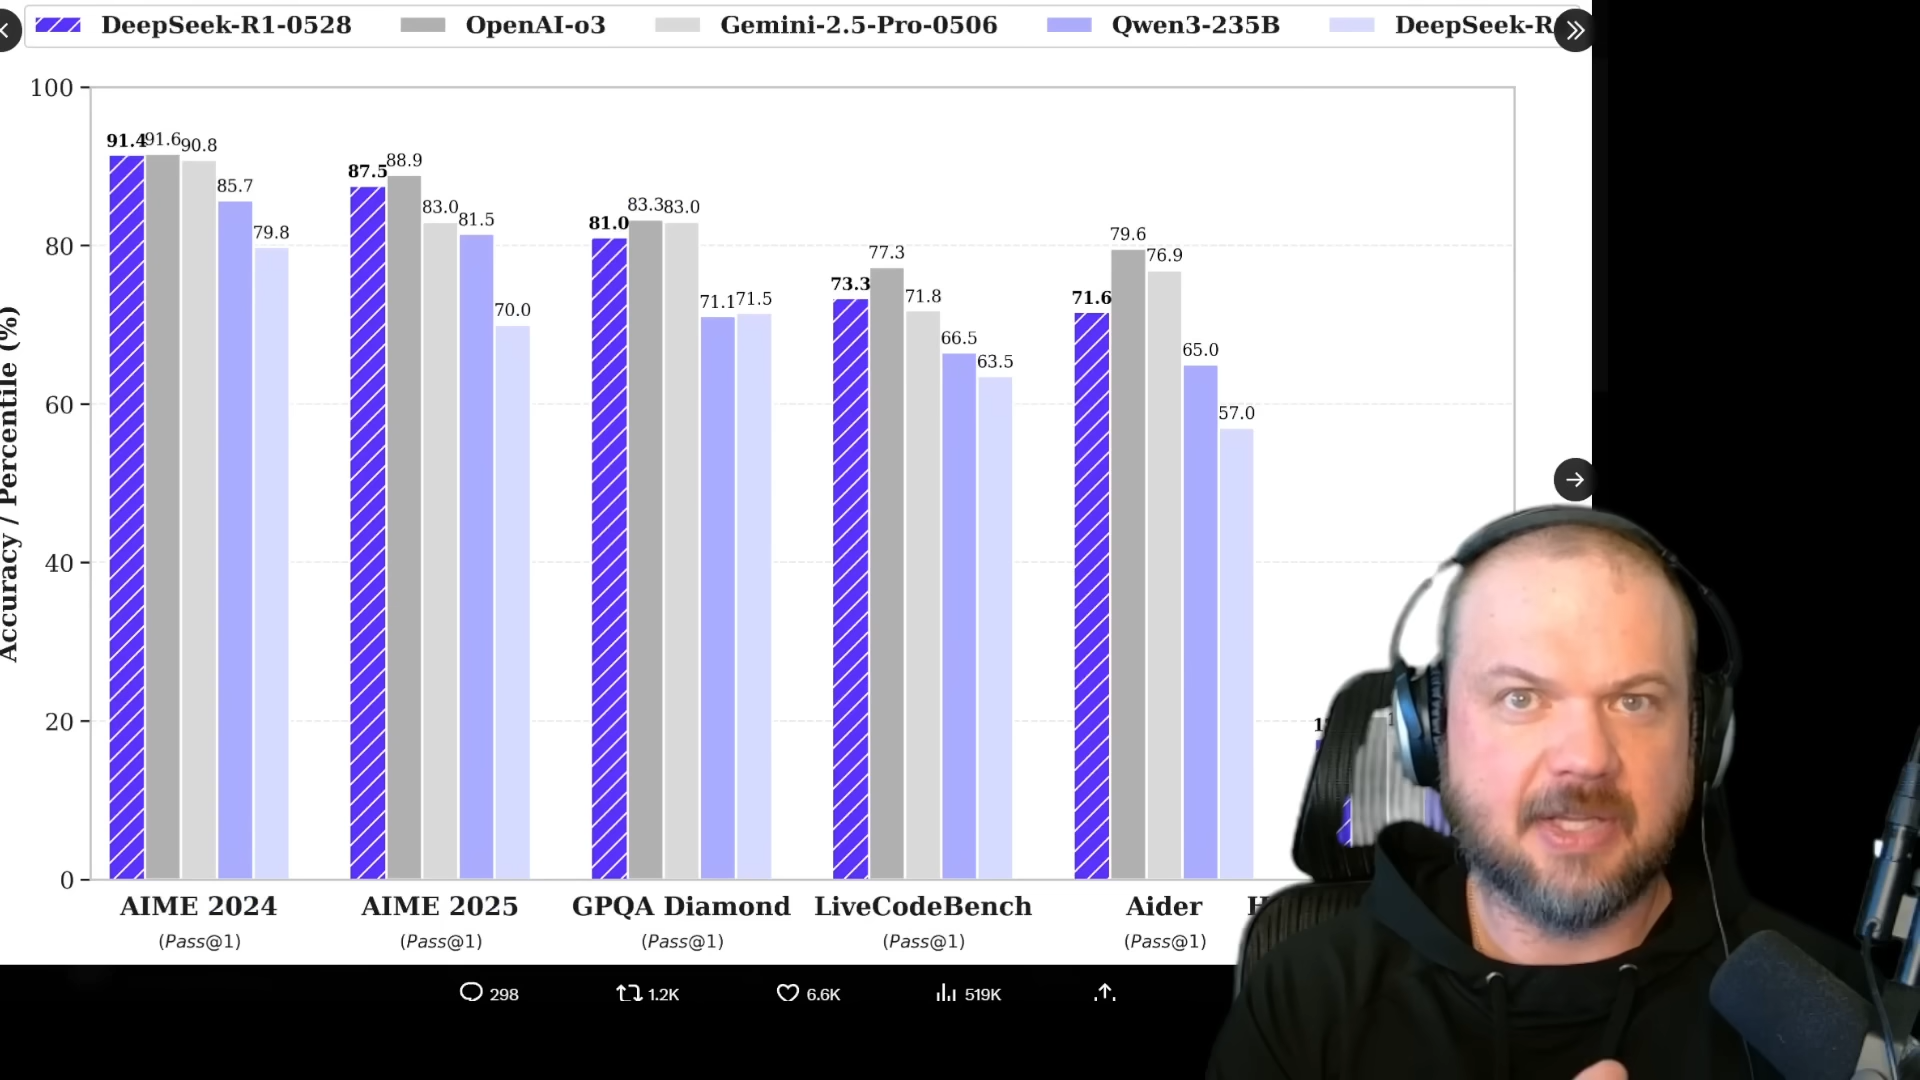 DeepSeek-R1-0528 OpenAI-o3 Gemini-2.5-Pro-0506 Qwen3-235B DeepSeek-R
Accuracy / Percentile (%)
100
80
60
40
20
0
91.4 91.6 90.8 85.7 79.8
87.5 88.9 83.0 81.5 70.0
81.0 83.3 83.0 71.1 71.5
73.3 77.3 71.8 66.5 63.5
71.6 79.6 76.9 65.0 57.0
AIME 2024 AIME 2025 GPQA Diamond LiveCodeBench Aider H
(Pass@1) (Pass@1) (Pass@1) (Pass@1) (Pass@1)
298 1.2K 6.6K 519K